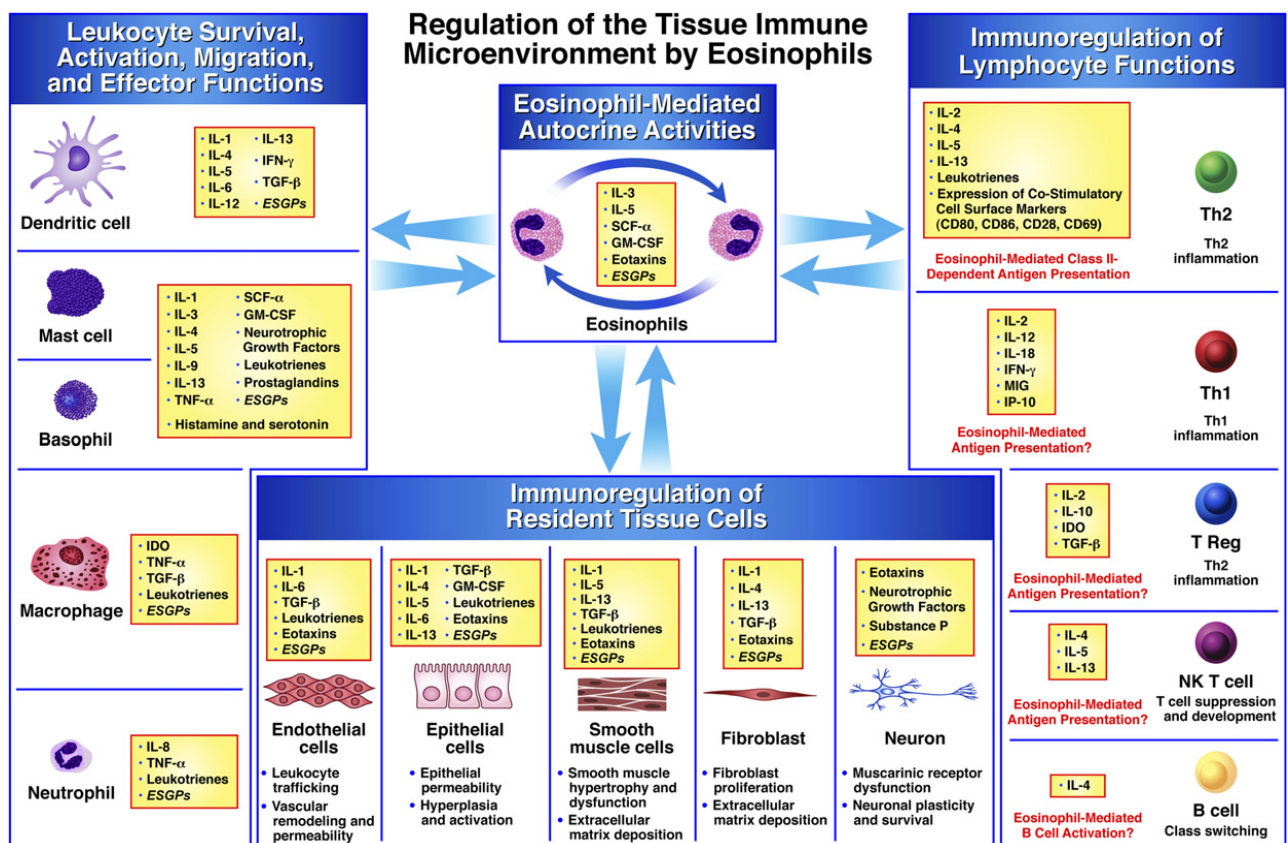 Regulation of the Tissue Immune
Microenvironment by Eosinophils
Leukocyte Survival,
Activation, Migration,
and Effector Functions
• IL-1
• IL-4
• IL-5
• IL-6
• IL-12
• IL-13
• IFN-γ
• TGF-β
• ESGPs
Dendritic cell
Mast cell
• IL-1
• IL-3
• IL-4
• IL-5
• IL-9
• IL-13
• TNF-α
• SCF-α
• GM-CSF
• Neurotrophic
Growth Factors
• Leukotrienes
• Prostaglandins
• ESGPs
• Histamine and serotonin
Basophil
Macrophage
• IDO
• TNF-α
• TGF-β
• Leukotrienes
• ESGPs
Neutrophil
• IL-8
• TNF-α
• Leukotrienes
• ESGPs
Eosinophil-Mediated
Autocrine Activities
• IL-3
• IL-5
• SCF-α
• GM-CSF
• Eotaxins
• ESGPs
Eosinophils
Immunoregulation of
Resident Tissue Cells
• IL-1
• IL-6
• TGF-β
• Leukotrienes
• Eotaxins
• ESGPs
Endothelial
cells
• Leukocyte
trafficking
• Vascular
remodeling and
permeability
• IL-1
• IL-4
• IL-5
• IL-6
• IL-13
• TGF-β
• GM-CSF
• Leukotrienes
• Eotaxins
• ESGPs
Epithelial
cells
• Epithelial
permeability
• Hyperplasia
and activation
• IL-1
• IL-5
• IL-13
• TGF-β
• Leukotrienes
• Eotaxins
• ESGPs
Smooth
muscle cells
• Smooth muscle
hypertrophy and
dysfunction
• Extracellular
matrix deposition
• IL-1
• IL-4
• IL-13
• TGF-β
• Eotaxins
• ESGPs
Fibroblast
• Fibroblast
proliferation
• Extracellular
matrix deposition
• Eotaxins
• Neurotrophic
Growth Factors
• Substance P
• ESGPs
Neuron
• Muscarinic receptor
dysfunction
• Neuronal plasticity
and survival
Immunoregulation of
Lymphocyte Functions
• IL-2
• IL-4
• IL-5
• IL-13
• Leukotrienes
• Expression of Co-Stimulatory
Cell Surface Markers
(CD80, CD86, CD28, CD69)
Eosinophil-Mediated Class II-
Dependent Antigen Presentation
Th2
Th2
inflammation
• IL-2
• IL-12
• IL-18
• IFN-γ
• MIG
• IP-10
Eosinophil-Mediated
Antigen Presentation?
Th1
Th1
inflammation
• IL-2
• IL-10
• IDO
• TGF-β
Eosinophil-Mediated
Antigen Presentation?
T Reg
Th2
inflammation
• IL-4
• IL-5
• IL-13
Eosinophil-Mediated
Antigen Presentation?
NK T cell
T cell suppression
and development
• IL-4
Eosinophil-Mediated
B Cell Activation?
B cell
Class switching